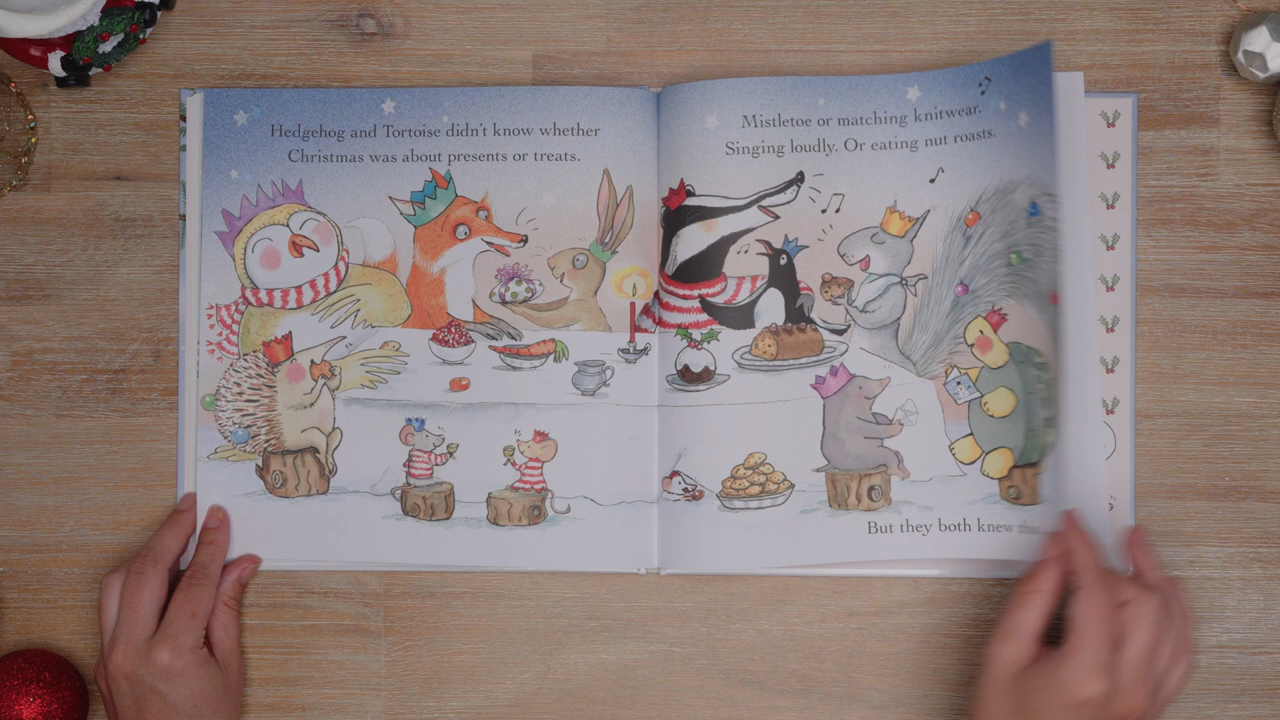 Hedgehog and Tortoise didn't know whether
Christmas was about presents or treats.
Mistletoe or matching knitwear.
Singing loudly. Or eating nut roasts.
But they both knew this